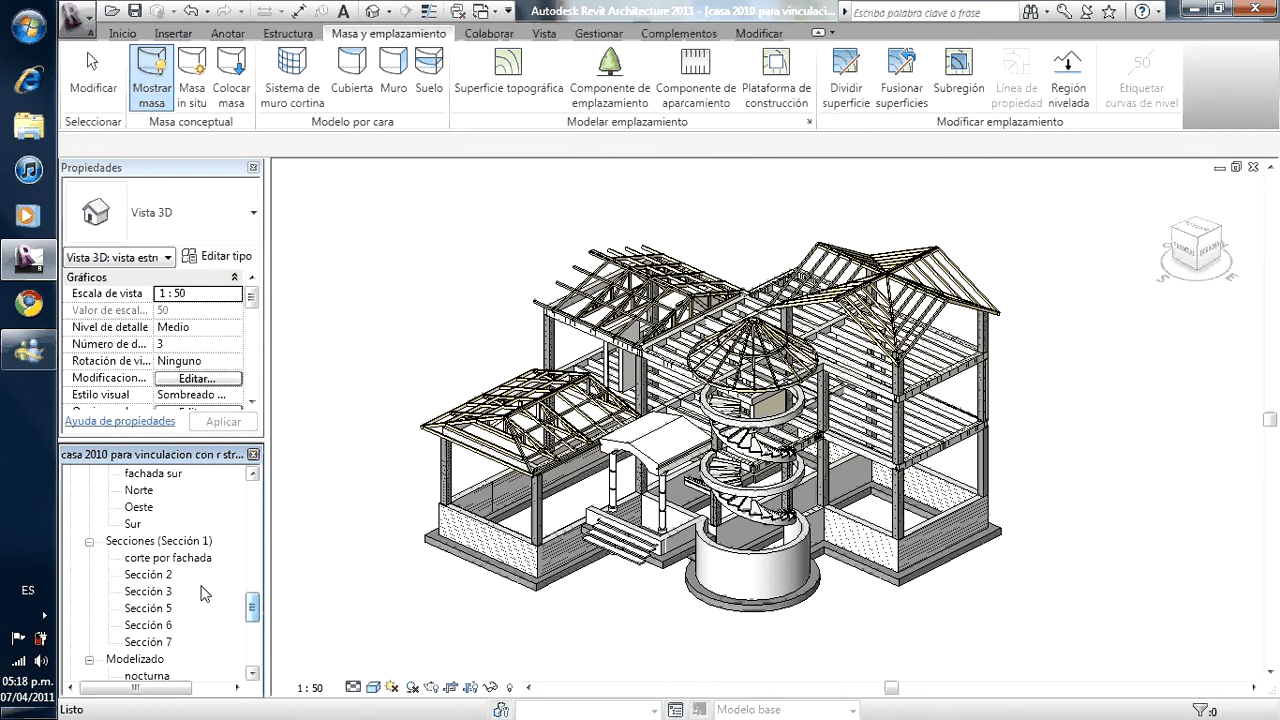 Autodesk Revit Architecture 2011 - [casa 2010 para vinculaci...
Escriba palabra clave o frase
Inicio Insertar Anotar Estructura Masa y emplazamiento Colaborar Vista Gestionar Complementos Modificar
Modificar
Mostrar masa
Masa in situ
Colocar masa
Sistema de muro cortina
Cubierta
Muro
Suelo
Superficie topográfica
Componente de emplazamiento
Componente de aparcamiento
Plataforma de construcción
Dividir superficie
Fusionar superficies
Subregión
Línea de propiedad
Región nivelada
50
Etiquetar curvas de nivel
Seleccionar
Masa conceptual
Modelo por cara
Modelar emplazamiento
Modificar emplazamiento
Propiedades
Vista 3D
Vista 3D: vista estr
Editar tipo
Gráficos
Escala de vista 1 : 50
Valor de escal... 50
Nivel de detalle Medio
Número de d... 3
Rotación de vi... Ninguno
Modificacion... Editar...
Estilo visual Sombreado ...
Ayuda de propiedades
Aplicar
casa 2010 para vinculacion con r str...
fachada sur
Norte
Oeste
Sur
Secciones (Sección 1)
corte por fachada
Sección 2
Sección 3
Sección 5
Sección 6
Sección 7
Modelizado
nocturna
S
E
ES
05:18 p.m.
07/04/2011
1 : 50
Listo
Modelo base
:0